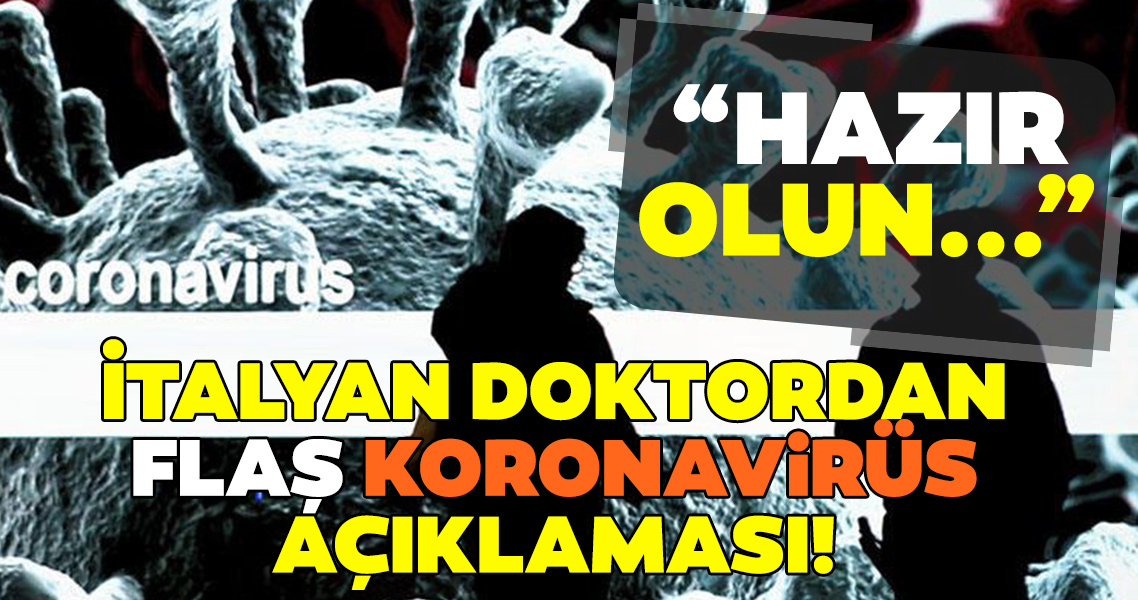 “HAZIR
OLUN...”
coronavirus
İTALYAN DOKTORDAN
FLAŞ KORONAVİRÜS
AÇIKLAMASI!